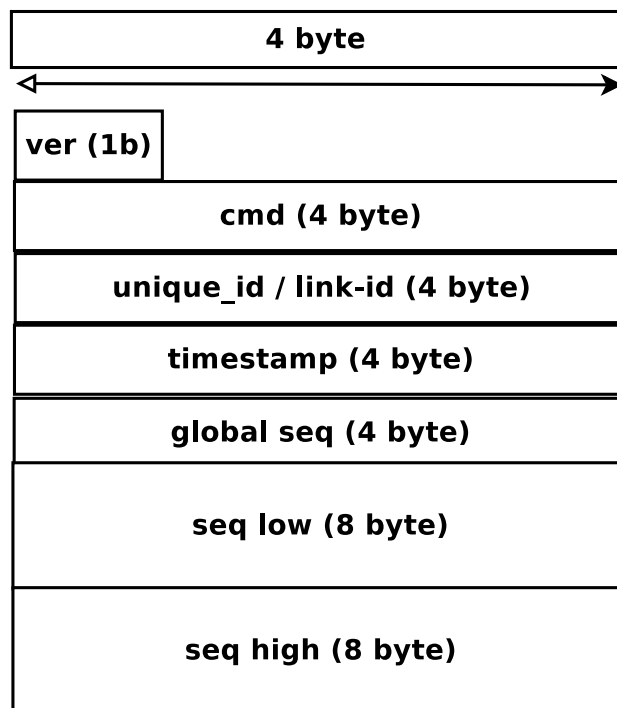 4 byte
ver (1b)
cmd (4 byte)
unique_id / link-id (4 byte)
timestamp (4 byte)
global seq (4 byte)
seq low (8 byte)
seq high (8 byte)